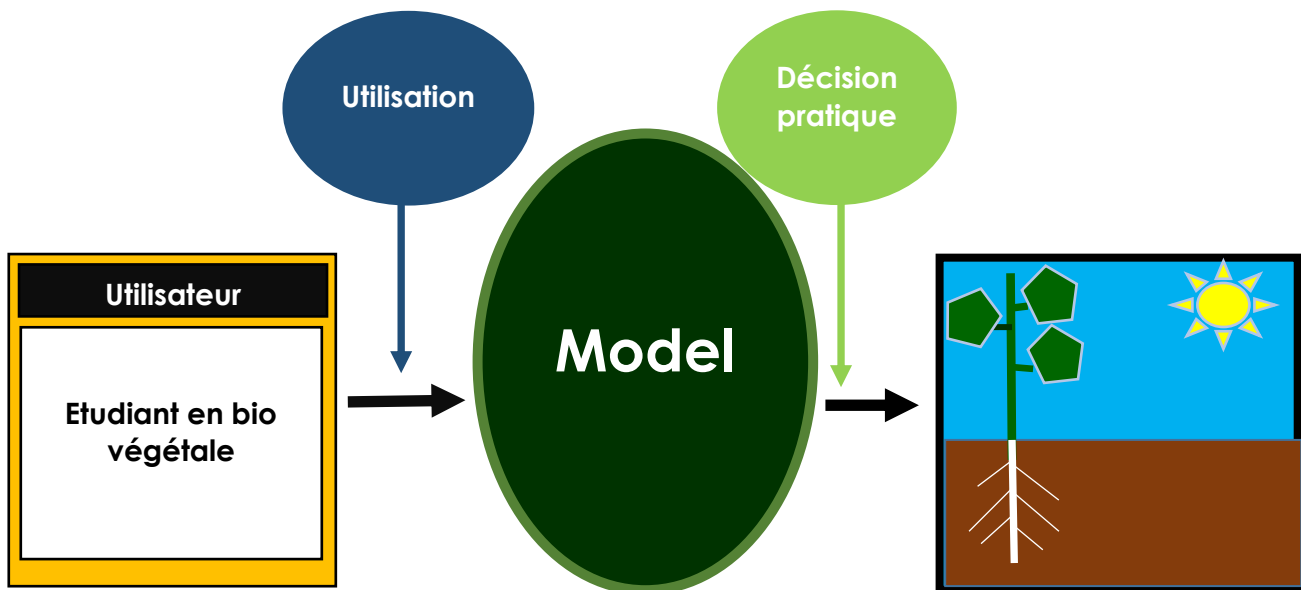 Utilisation
Décision
pratique
Utilisateur
Etudiant en bio
végétale
Model